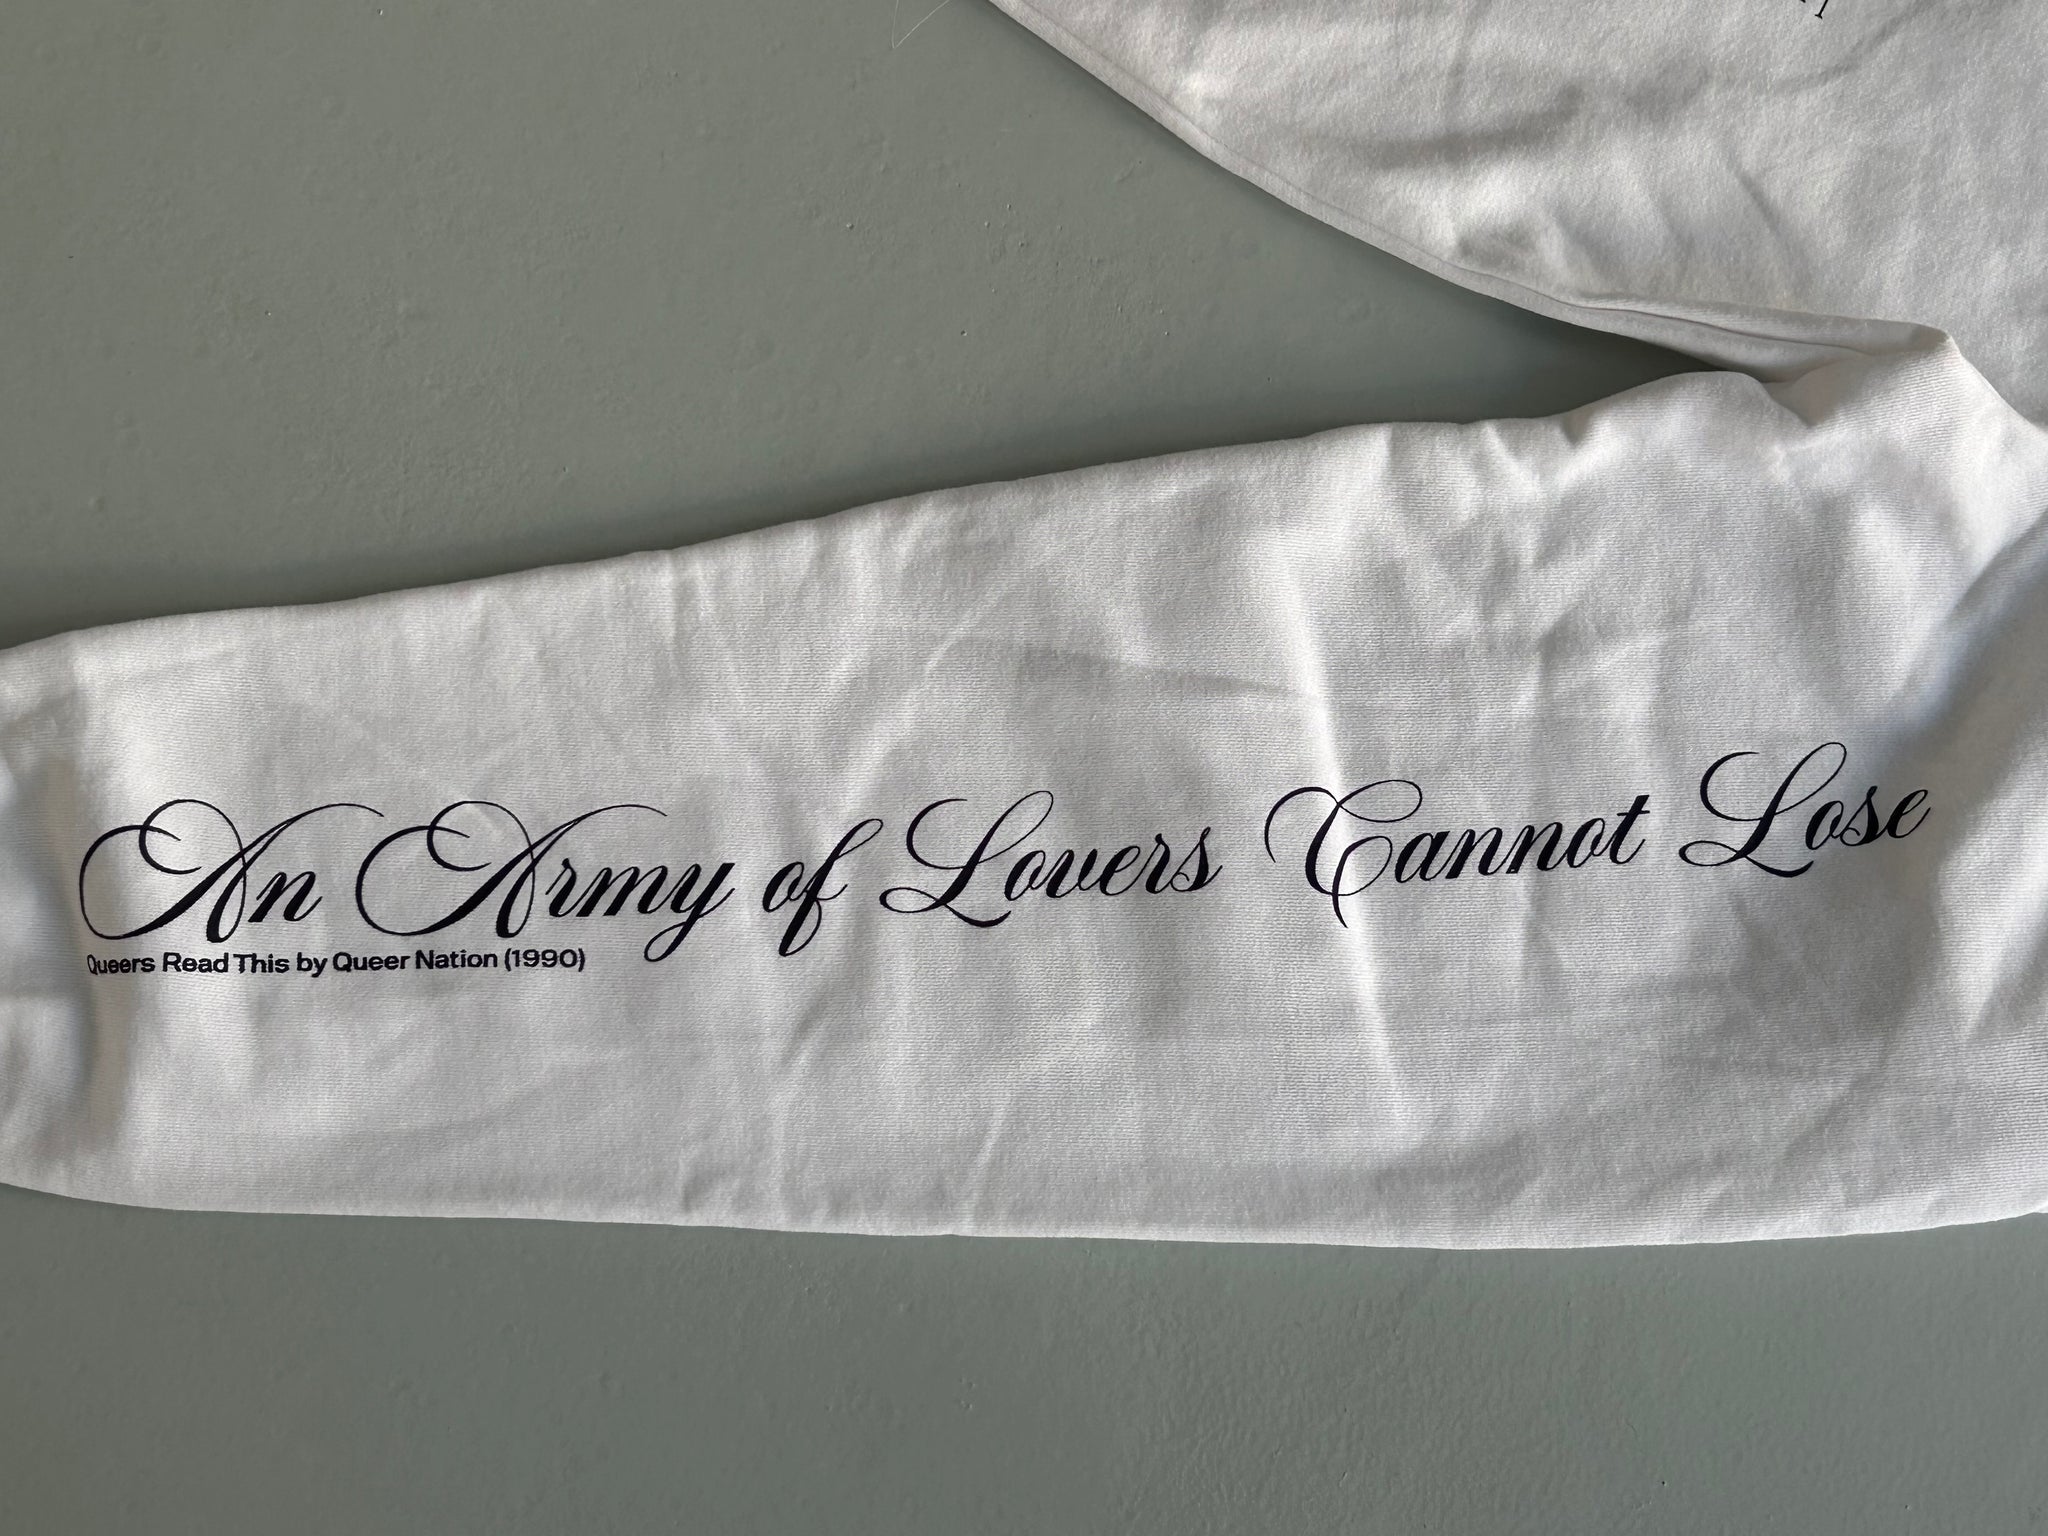 An Army of Lovers Cannot Lose
Queers Read This by Queer Nation (1990)